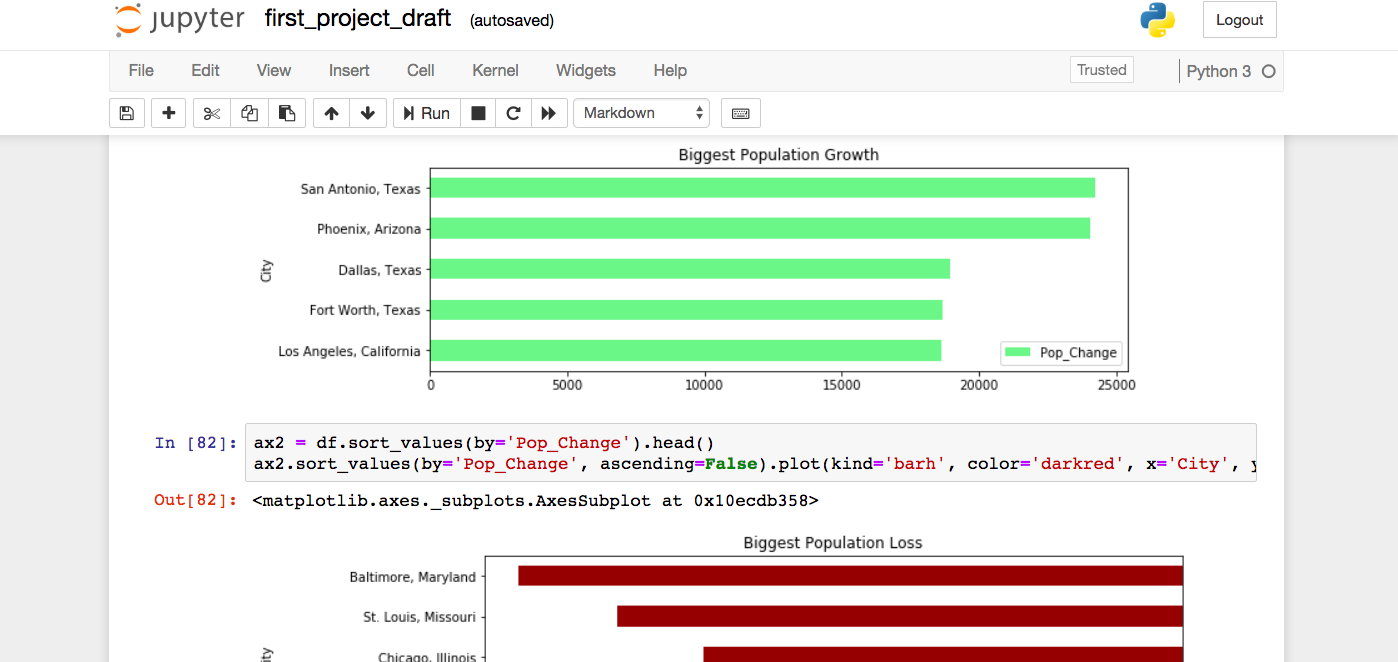 jupyter first_project_draft (autosaved) Logout
File Edit View Insert Cell Kernel Widgets Help Trusted Python 3
Run Markdown
Biggest Population Growth
San Antonio, Texas
Phoenix, Arizona
Dallas, Texas
City
Fort Worth, Texas
Los Angeles, California
Pop_Change
0 5000 10000 15000 20000 25000
In [82]: ax2 = df.sort_values(by='Pop_Change').head()
ax2.sort_values(by='Pop_Change', ascending=False).plot(kind='barh', color='darkred', x='City',
Out[82]: <matplotlib.axes._subplots.AxesSubplot at 0x10ecdb358>
Biggest Population Loss
Baltimore, Maryland
St. Louis, Missouri
Chicago, Illinois